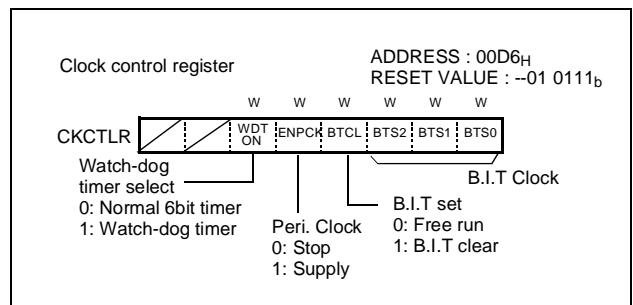 Clock control register
ADDRESS : 00D6H
RESET VALUE : --01 0111b
W W W W W W
CKCTLR WDT ON ENPCK BTCL BTS2 BTS1 BTS0
Watch-dog
timer select
0: Normal 6bit timer
1: Watch-dog timer
Peri. Clock
0: Stop
1: Supply
B.I.T set
0: Free run
1: B.I.T clear
B.I.T Clock